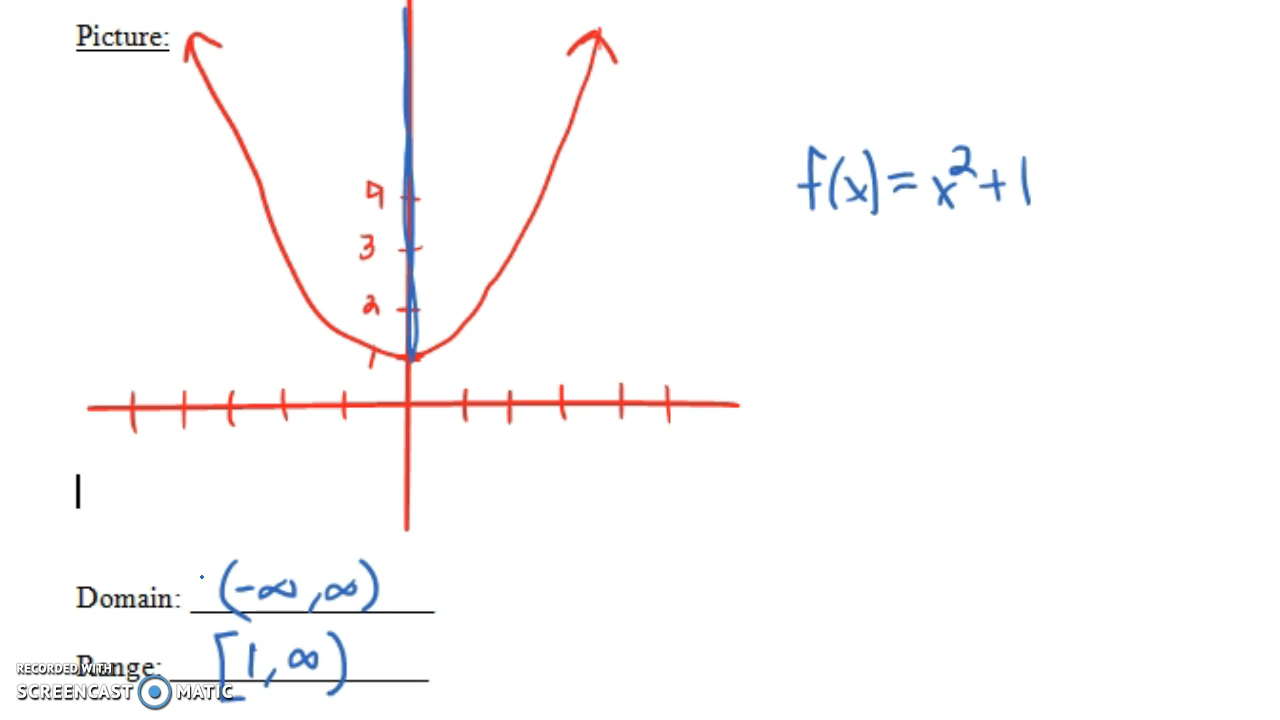 Picture:
f(x) = x² + 1
4
3
2
1
Domain: (-∞, ∞)
Range: [1, ∞)
RECORDED WITH
SCREENCAST MATIC